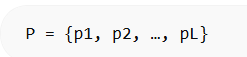 P = {p1, p2, …, pL}